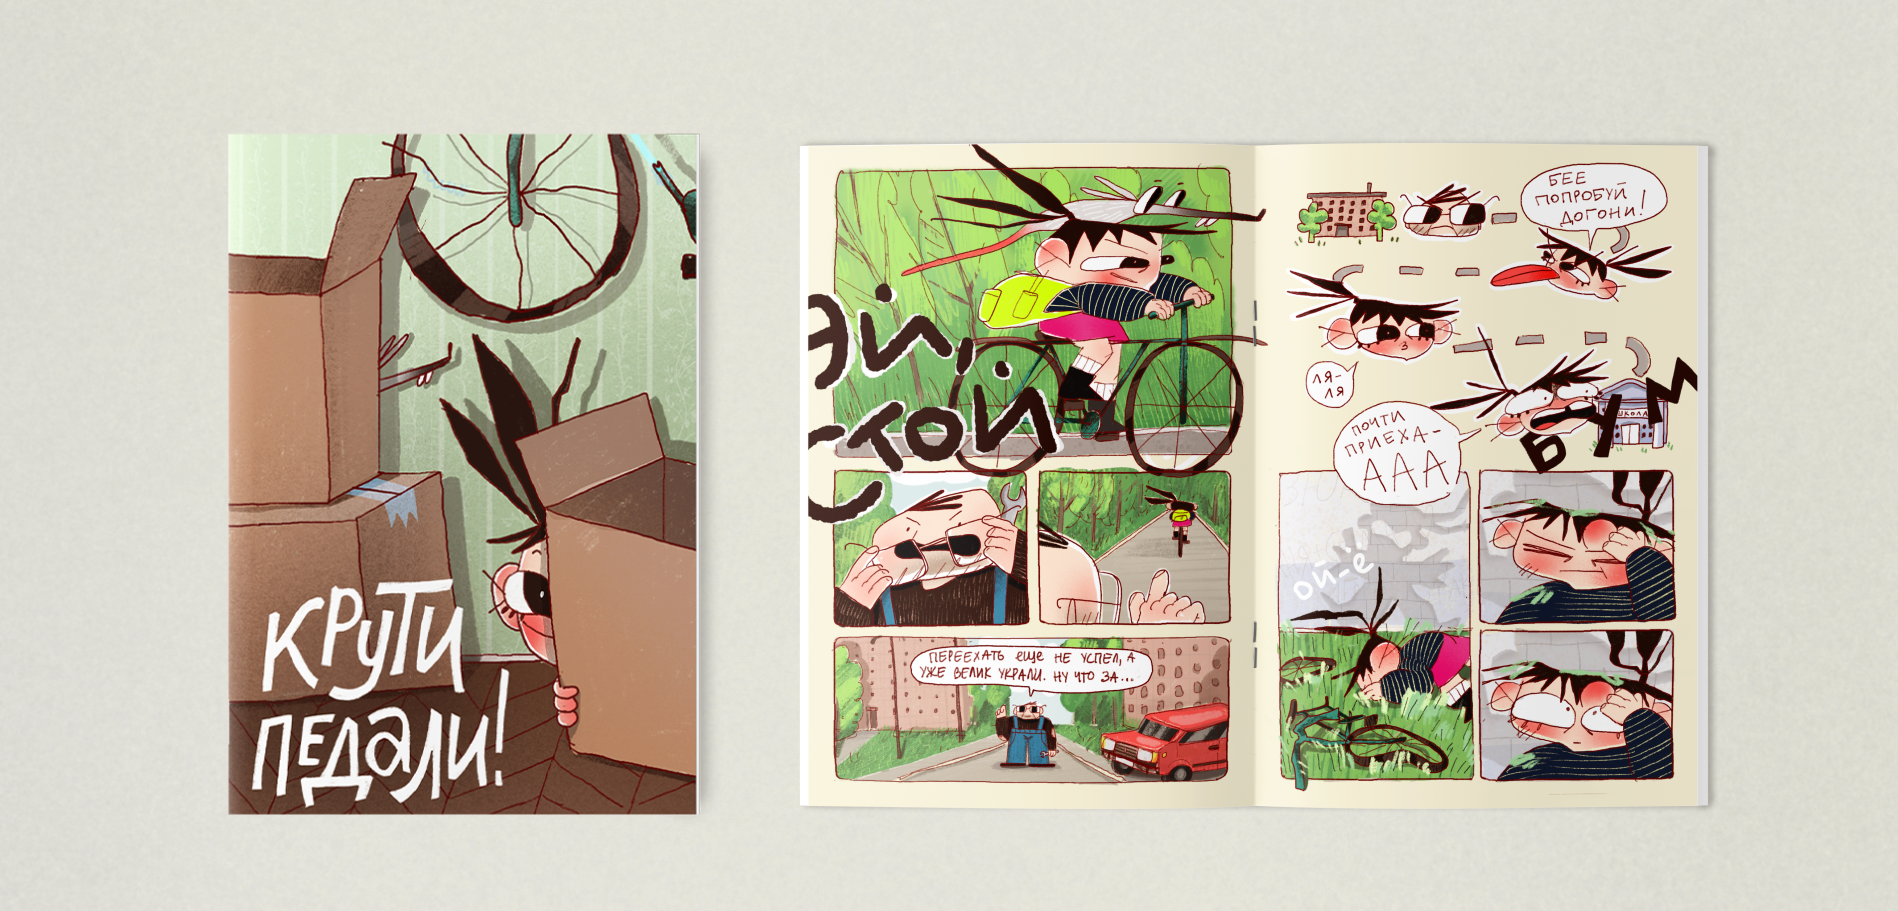 КРУТИ
ПЕДАЛИ!
ЭЙ,
СТОЙ
ПЕРЕЕХАТЬ ЕЩЕ НЕ УСПЕЛ, А
УЖЕ ВЕЛИК УКРАЛИ. НУ ЧТО ЗА...
БЕЕ
ПОПРОБУЙ
ДОГОНИ!
ЛЯ-
ЛЯ
ШКОЛА
ПОЧТИ
ПРИЕХА-
ААА
БУМ
ОЙ-Ё